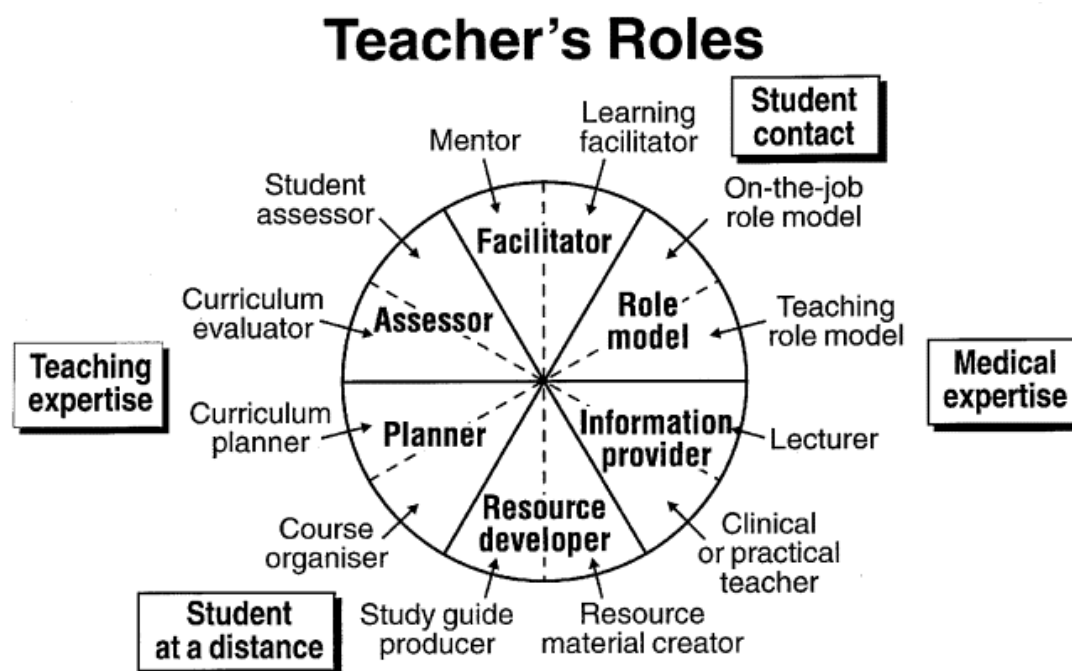 Teacher's Roles
Student
contact
Learning
facilitator
Mentor
On-the-job
role model
Student
assessor
Facilitator
Role
model
Teaching
role model
Curriculum
evaluator
Assessor
Teaching
expertise
Medical
expertise
Curriculum
planner
Planner
Information
provider
Lecturer
Resource
developer
Course
organiser
Clinical
or practical
teacher
Student
at a distance
Study guide
producer
Resource
material creator